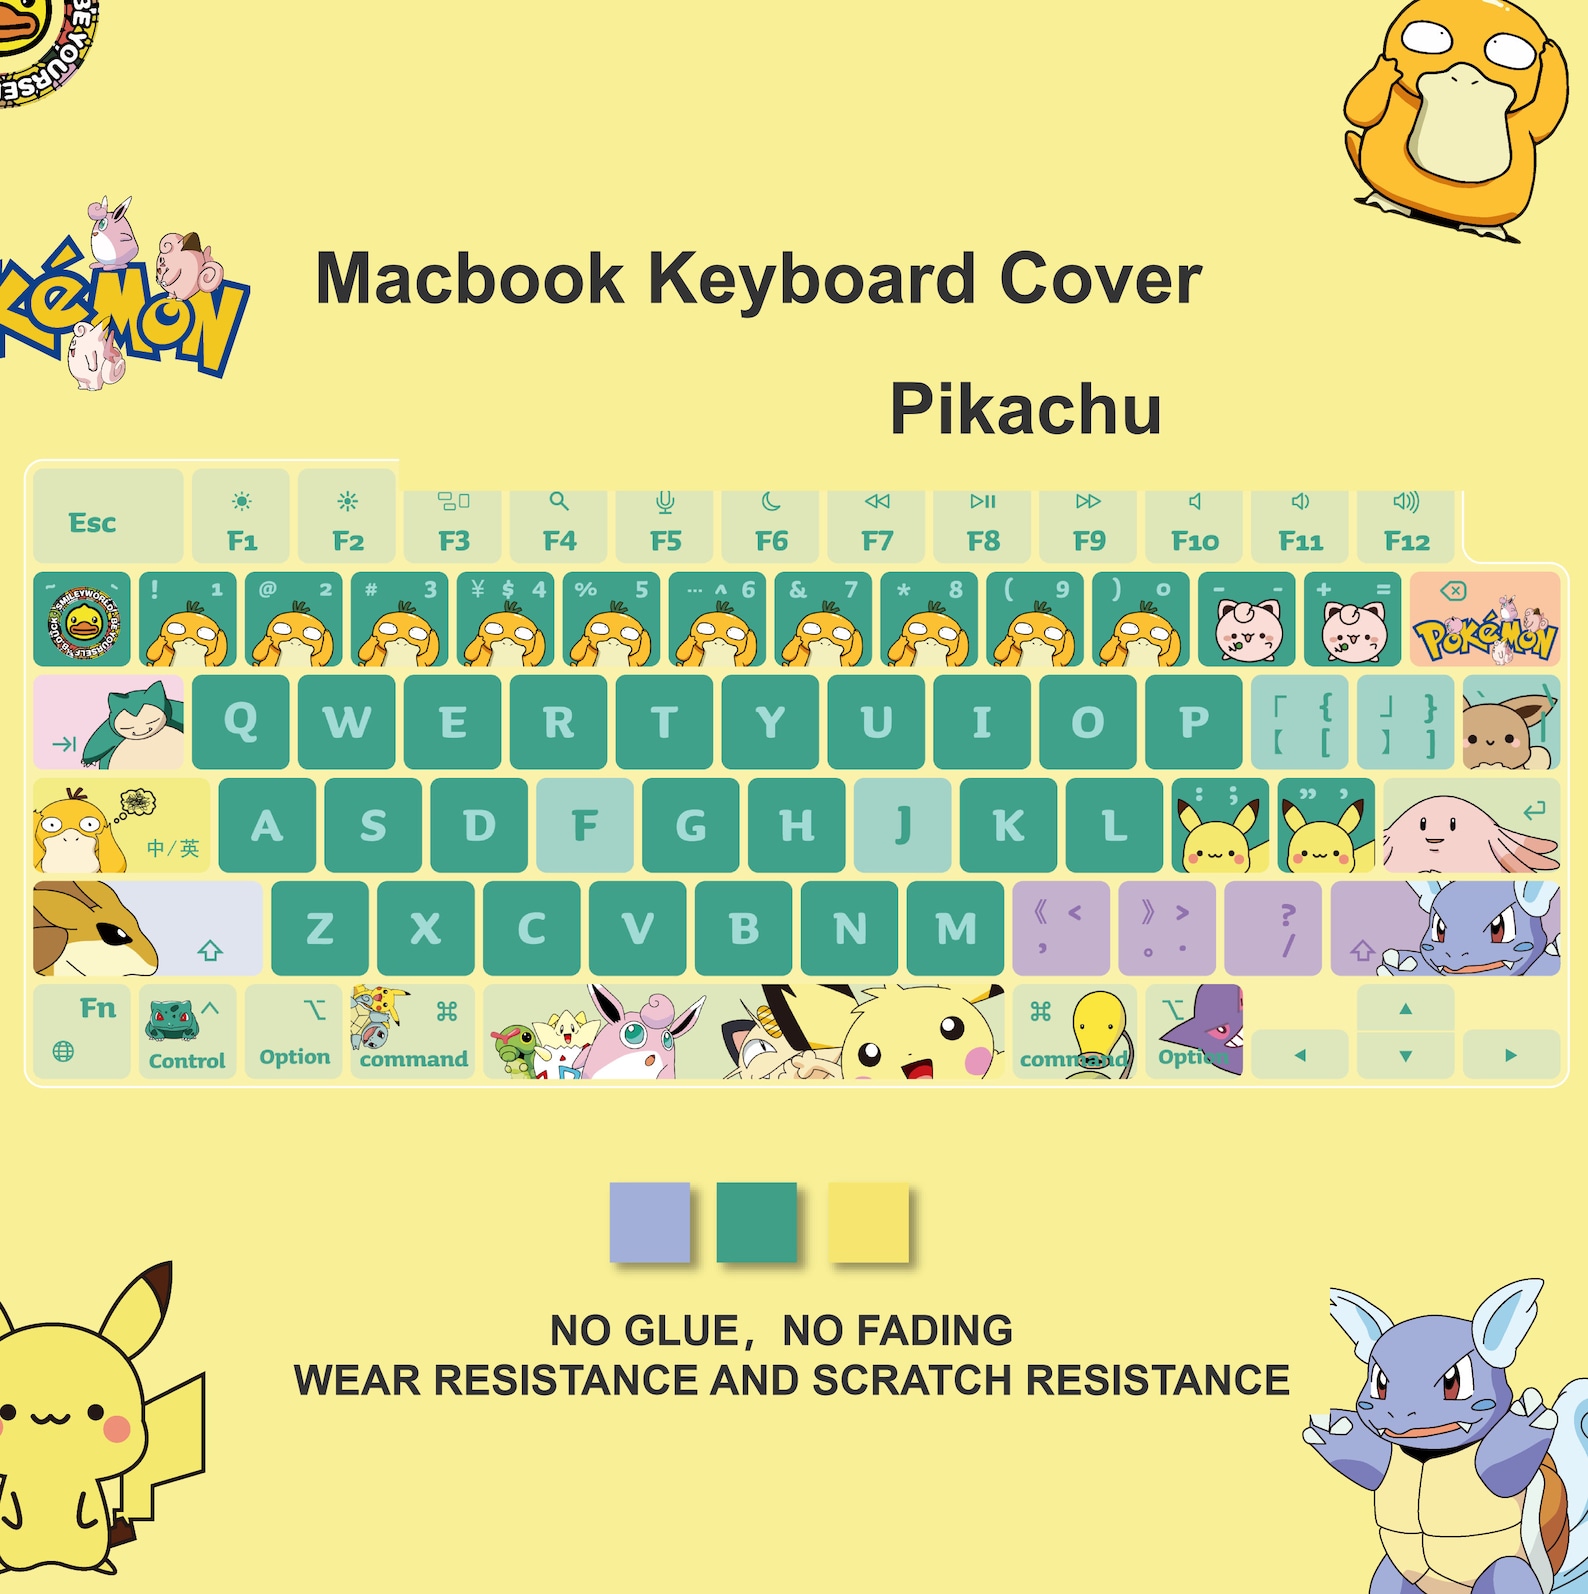 BE YOURSE
KéMON
Macbook Keyboard Cover
Pikachu
Esc F1 F2 F3 F4 F5 F6 F7 F8 F9 F10 F11 F12
~ ` ! 1 @ 2 # 3 ¥ $ 4 % 5 … ^ 6 & 7 * 8 ( 9 ) 0 - - + =
SMILEYWORLD BE YOURSELF B.DUCK
PokéMON
Q W E R T Y U I O P 「 { 【 [ 」 } 】 ] ` \ |
中/英 A S D F G H J K L : ; " '
Z X C V B N M 《 < , 》 > 。 . ? /
Fn ^ Control ⌥ Option ⌘ command ⌘ command ⌥ Option
NO GLUE，NO FADING
WEAR RESISTANCE AND SCRATCH RESISTANCE